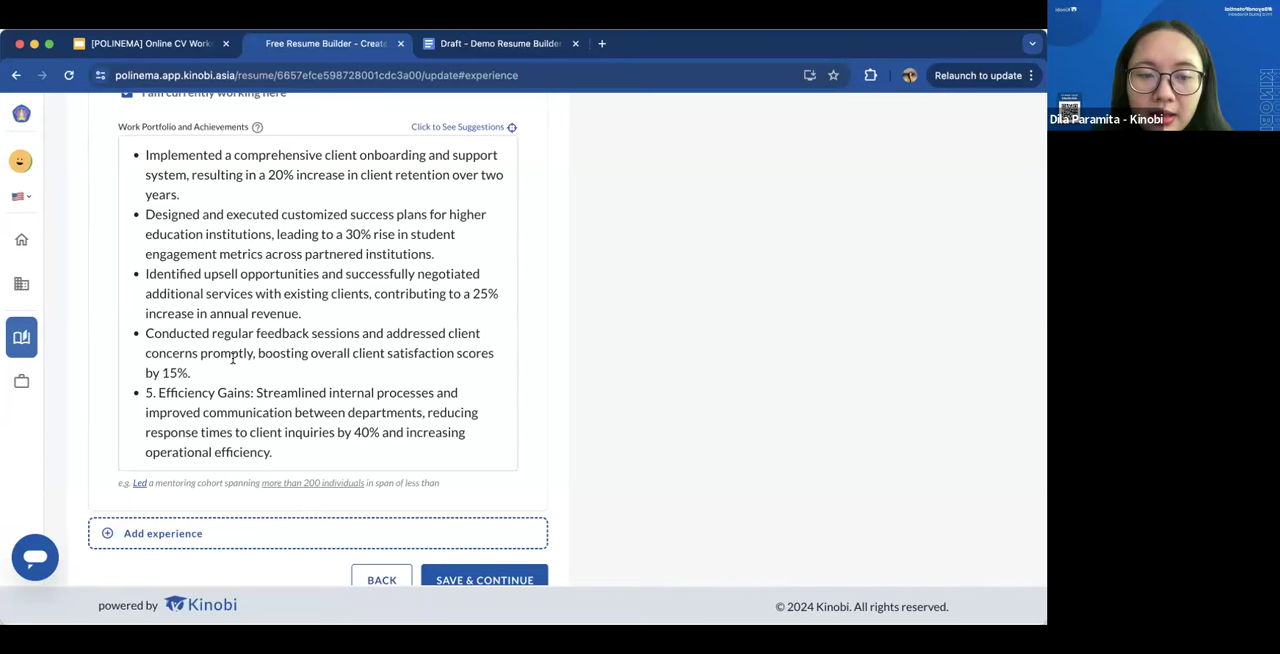 [POLINEMA] Online CV Work
Free Resume Builder - Create
Draft - Demo Resume Builder
polinema.app.kinobi.asia/resume/6657efce598728001cdc3a00/update#experience
Relaunch to update
I am currently working here
Work Portfolio and Achievements
Click to See Suggestions
Implemented a comprehensive client onboarding and support
system, resulting in a 20% increase in client retention over two
years.
Designed and executed customized success plans for higher
education institutions, leading to a 30% rise in student
engagement metrics across partnered institutions.
Identified upsell opportunities and successfully negotiated
additional services with existing clients, contributing to a 25%
increase in annual revenue.
Conducted regular feedback sessions and addressed client
concerns promptly, boosting overall client satisfaction scores
by 15%.
5. Efficiency Gains: Streamlined internal processes and
improved communication between departments, reducing
response times to client inquiries by 40% and increasing
operational efficiency.
e.g. Led a mentoring cohort spanning more than 200 individuals in span of less than
Add experience
BACK
SAVE & CONTINUE
powered by Kinobi
© 2024 Kinobi. All rights reserved.
Dila Paramita - Kinobi
KINOBI